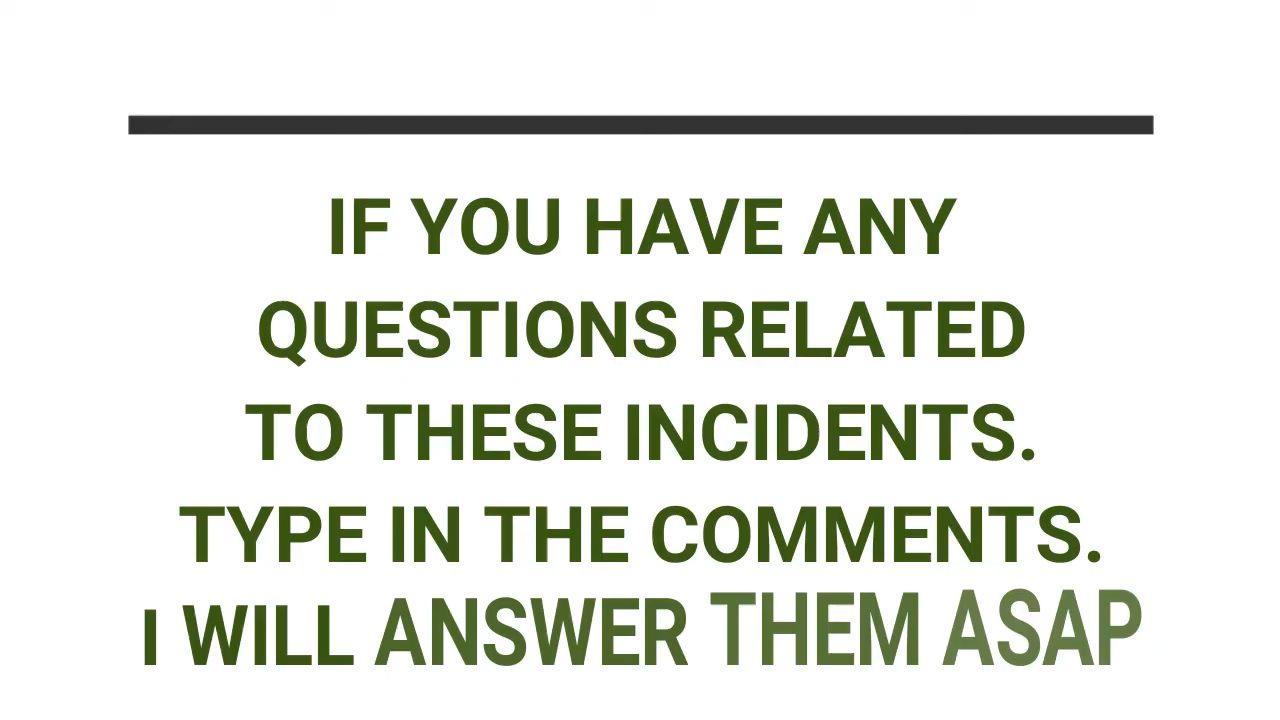 IF YOU HAVE ANY
QUESTIONS RELATED
TO THESE INCIDENTS.
TYPE IN THE COMMENTS.
I WILL ANSWER THEM ASAP